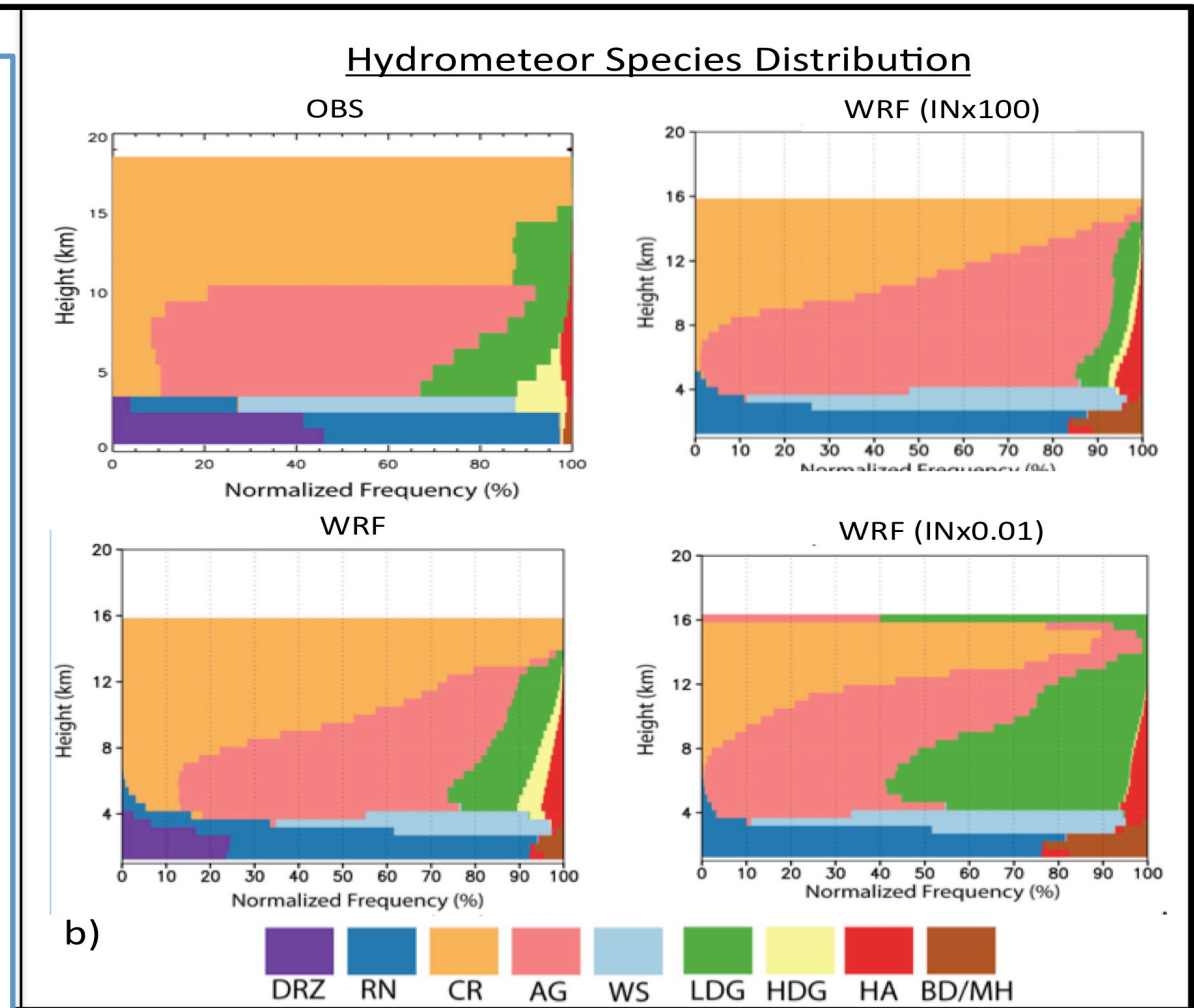 Hydrometeor Species Distribution
OBS
20
15
10
5
0
Height (km)
0 20 40 60 80 100
Normalized Frequency (%)
WRF (INx100)
20
16
12
8
4
Height (km)
0 10 20 30 40 50 60 70 80 90 100
Normalized Frequency (%)
WRF
20
16
12
8
4
Height (km)
0 10 20 30 40 50 60 70 80 90 100
Normalized Frequency (%)
WRF (INx0.01)
20
16
12
8
4
Height (km)
0 10 20 30 40 50 60 70 80 90 100
Normalized Frequency (%)
b)
DRZ RN CR AG WS LDG HDG HA BD/MH